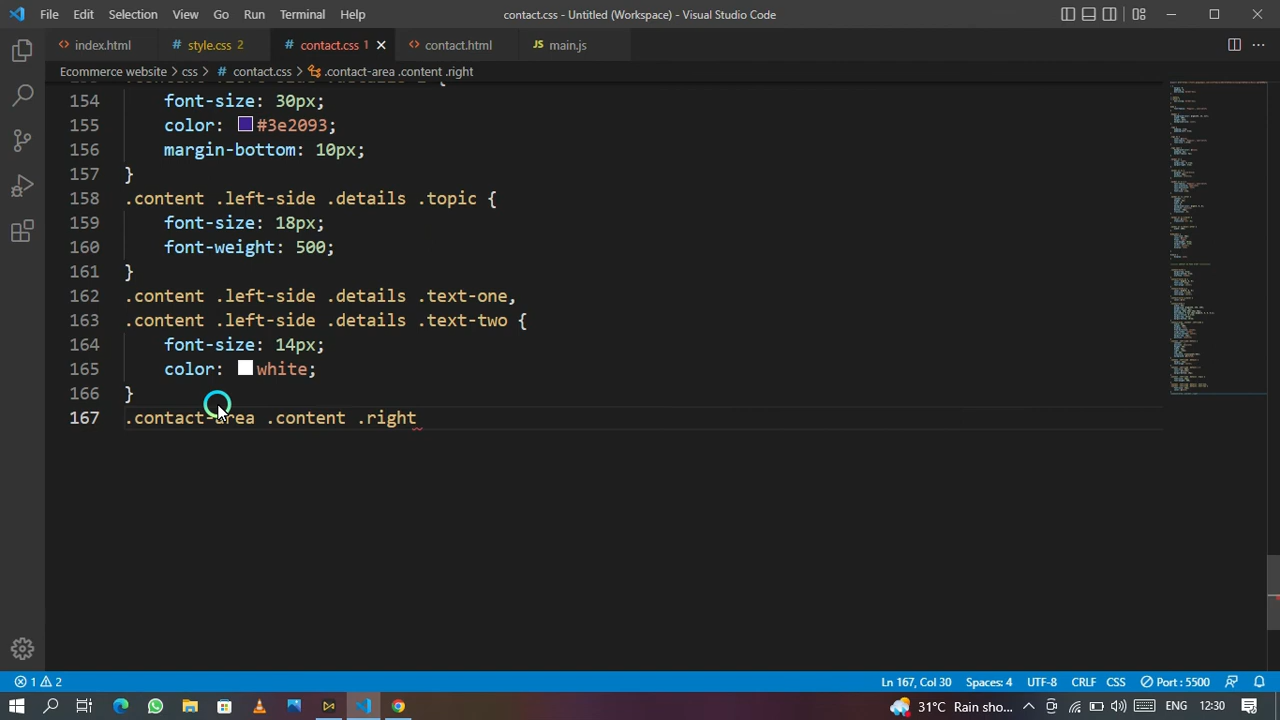 File Edit Selection View Go Run Terminal Help contact.css - Untitled (Workspace) - Visual Studio Code
index.html style.css 2 contact.css 1 contact.html JS main.js
Ecommerce website > css > # contact.css > .contact-area .content .right
154 font-size: 30px;
155 color: #3e2093;
156 margin-bottom: 10px;
157 }
158 .content .left-side .details .topic {
159 font-size: 18px;
160 font-weight: 500;
161 }
162 .content .left-side .details .text-one,
163 .content .left-side .details .text-two {
164 font-size: 14px;
165 color: white;
166 }
167 .contact-area .content .right
1 2 Ln 167, Col 30 Spaces: 4 UTF-8 CRLF CSS Port : 5500
31°C Rain sho... ENG 12:30